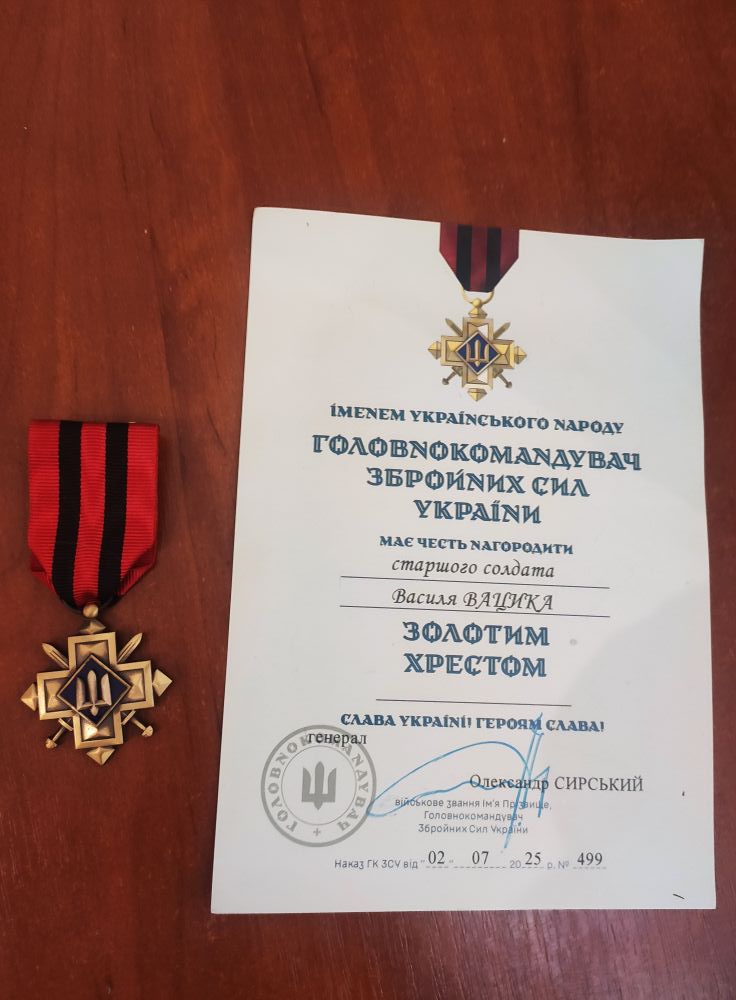 ІМЕНЕМ УКРАЇНСЬКОГО НАРОДУ
ГОЛОВНОКОМАНДУВАЧ
ЗБРОЙНИХ СИЛ
УКРАЇНИ
МАЄ ЧЕСТЬ НАГОРОДИТИ
старшого солдата
Василя ВАЦИКА
ЗОЛОТИМ
ХРЕСТОМ
СЛАВА УКРАЇНІ! ГЕРОЯМ СЛАВА!
генерал
ГОЛОВНОКОМАНДУВАЧ
Олександр СИРСЬКИЙ
військове звання Ім'я Прізвище,
Головнокомандувач
Збройних Сил України
Наказ ГК ЗСУ від "02" 07 2025 р. № 499